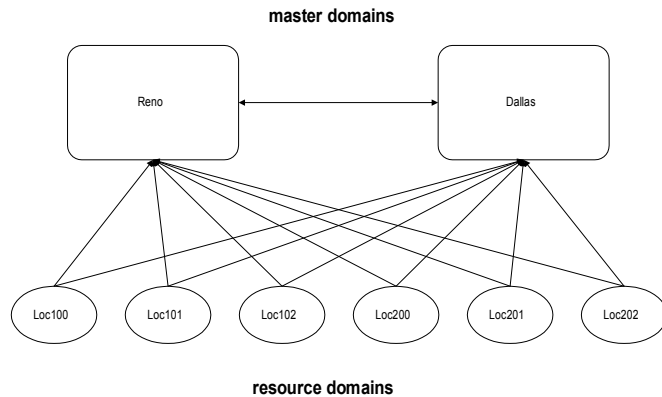 master domains
Reno
Dallas
Loc100
Loc101
Loc102
Loc200
Loc201
Loc202
resource domains